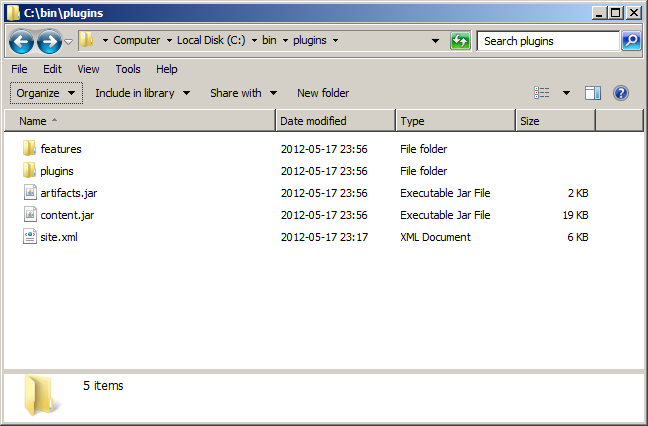 C:\bin\plugins
Computer Local Disk (C:) bin plugins Search plugins
File Edit View Tools Help
Organize Include in library Share with New folder
Name Date modified Type Size
features 2012-05-17 23:56 File folder
plugins 2012-05-17 23:56 File folder
artifacts.jar 2012-05-17 23:56 Executable Jar File 2 KB
content.jar 2012-05-17 23:56 Executable Jar File 19 KB
site.xml 2012-05-17 23:17 XML Document 6 KB
5 items